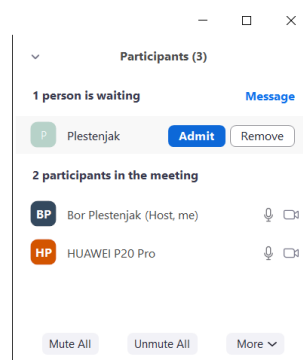 Participants (3)
1 person is waiting Message
P Plestenjak Admit Remove
2 participants in the meeting
BP Bor Plestenjak (Host, me)
HP HUAWEI P20 Pro
Mute All Unmute All More